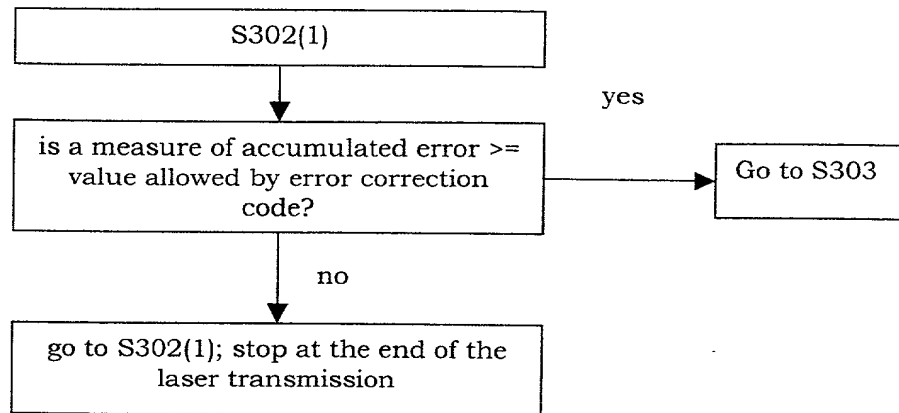 S302(1)
yes
is a measure of accumulated error >=
value allowed by error correction
code?
Go to S303
no
go to S302(1); stop at the end of the
laser transmission